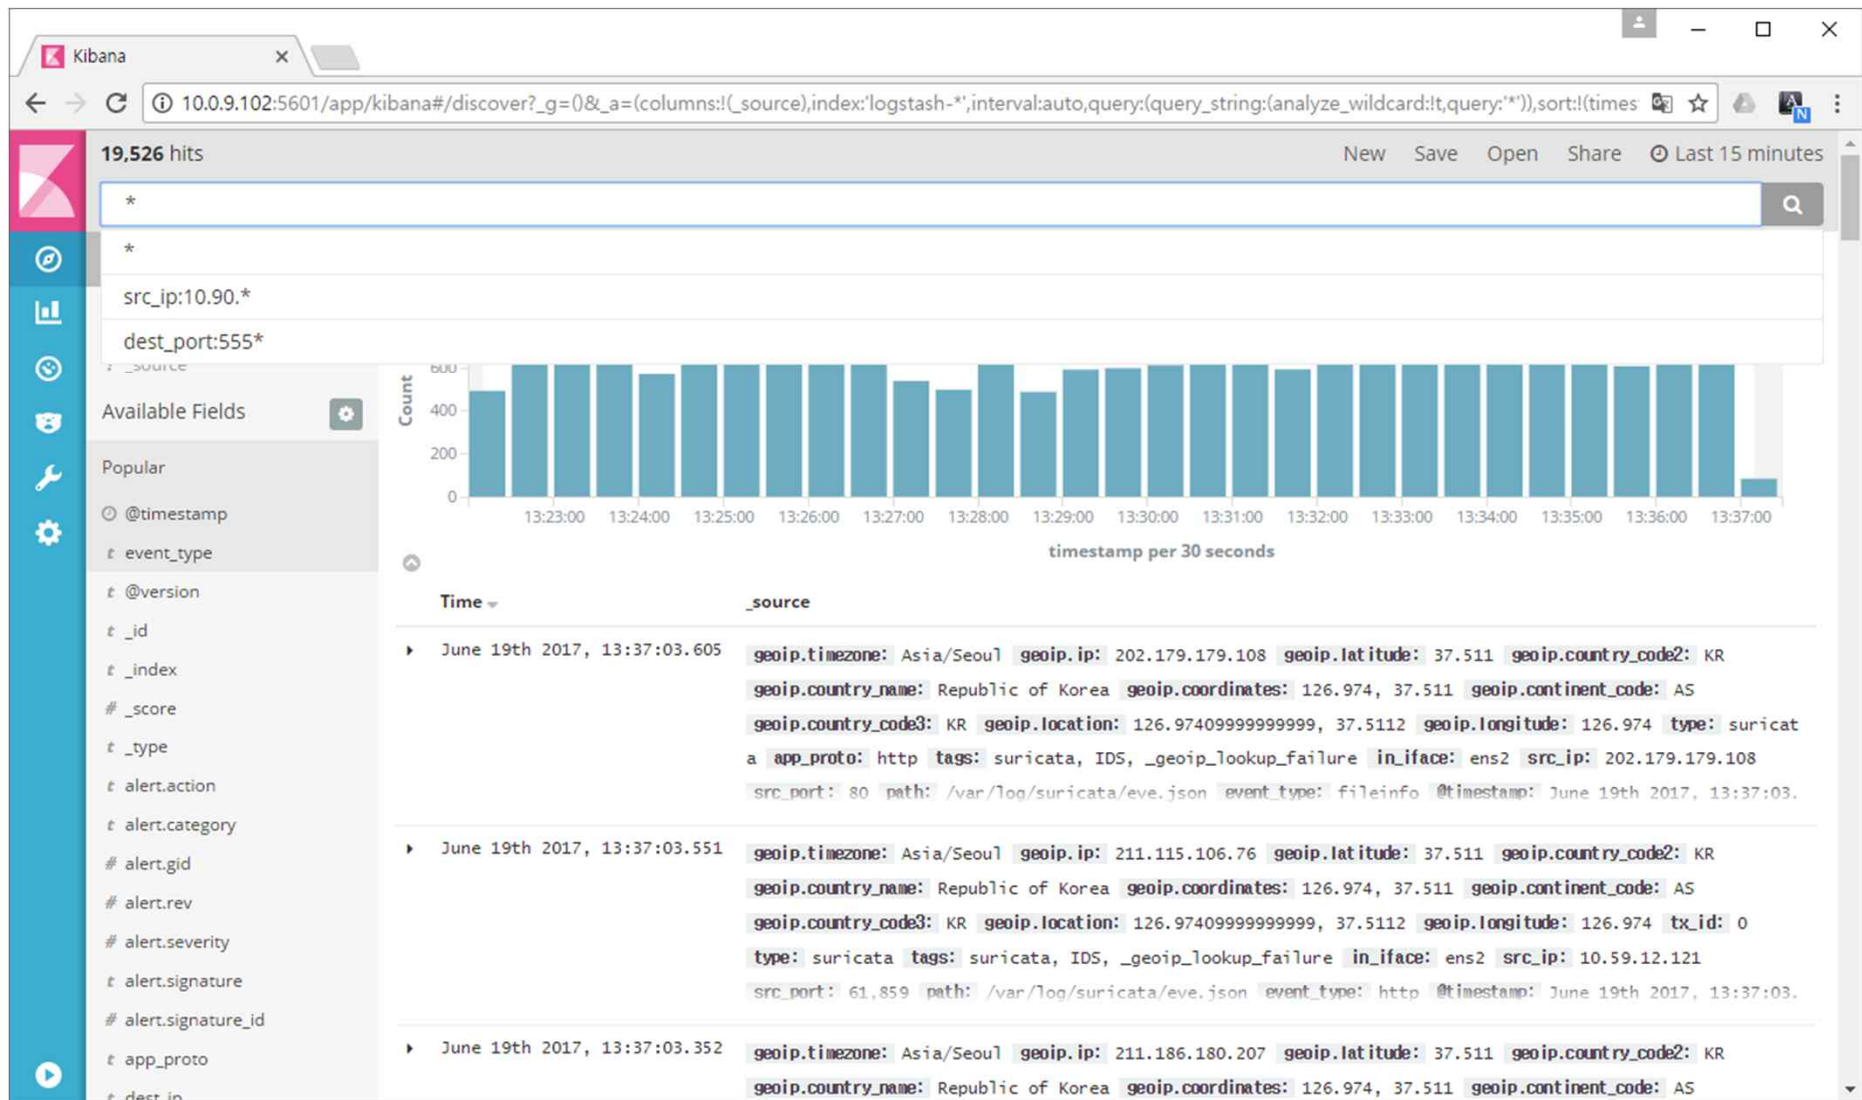 Kibana
10.0.9.102:5601/app/kibana#/discover?_g=()&_a=(columns:!(_source),index:'logstash-*',interval:auto,query:(query_string:(analyze_wildcard:!t,query:'*')),sort:!(times
N
19,526 hits
New Save Open Share Last 15 minutes
*
*
src_ip:10.90.*
dest_port:555*
? _source
Available Fields
Popular
@timestamp
t event_type
t @version
t _id
t _index
# _score
t _type
t alert.action
t alert.category
# alert.gid
# alert.rev
# alert.severity
t alert.signature
# alert.signature_id
t app_proto
t dest_ip
Count
600
400
200
0
13:23:00 13:24:00 13:25:00 13:26:00 13:27:00 13:28:00 13:29:00 13:30:00 13:31:00 13:32:00 13:33:00 13:34:00 13:35:00 13:36:00 13:37:00
timestamp per 30 seconds
Time _source
June 19th 2017, 13:37:03.605 geoip.timezone: Asia/Seoul geoip.ip: 202.179.179.108 geoip.latitude: 37.511 geoip.country_code2: KR
geoip.country_name: Republic of Korea geoip.coordinates: 126.974, 37.511 geoip.continent_code: AS
geoip.country_code3: KR geoip.location: 126.97409999999999, 37.5112 geoip.longitude: 126.974 type: suricat
a app_proto: http tags: suricata, IDS, _geoip_lookup_failure in_iface: ens2 src_ip: 202.179.179.108
src_port: 80 path: /var/log/suricata/eve.json event_type: fileinfo @timestamp: June 19th 2017, 13:37:03.
June 19th 2017, 13:37:03.551 geoip.timezone: Asia/Seoul geoip.ip: 211.115.106.76 geoip.latitude: 37.511 geoip.country_code2: KR
geoip.country_name: Republic of Korea geoip.coordinates: 126.974, 37.511 geoip.continent_code: AS
geoip.country_code3: KR geoip.location: 126.97409999999999, 37.5112 geoip.longitude: 126.974 tx_id: 0
type: suricata tags: suricata, IDS, _geoip_lookup_failure in_iface: ens2 src_ip: 10.59.12.121
src_port: 61,859 path: /var/log/suricata/eve.json event_type: http @timestamp: June 19th 2017, 13:37:03.
June 19th 2017, 13:37:03.352 geoip.timezone: Asia/Seoul geoip.ip: 211.186.180.207 geoip.latitude: 37.511 geoip.country_code2: KR
geoip.country_name: Republic of Korea geoip.coordinates: 126.974, 37.511 geoip.continent_code: AS